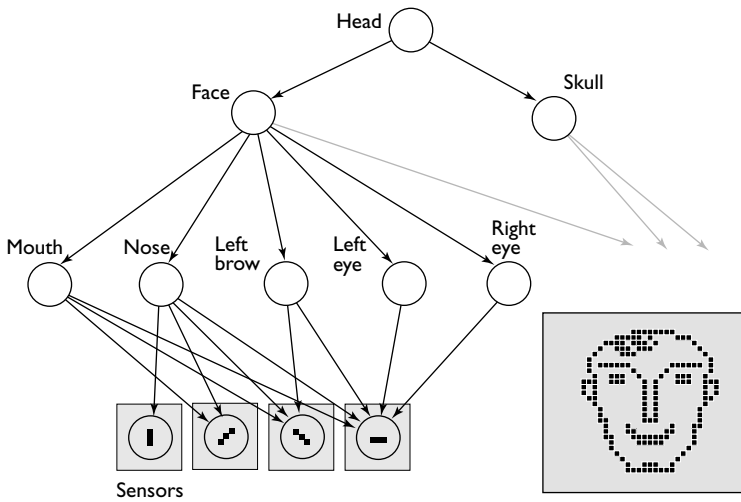 Head
Skull
Face
Mouth
Nose
Left
brow
Left
eye
Right
eye
Sensors